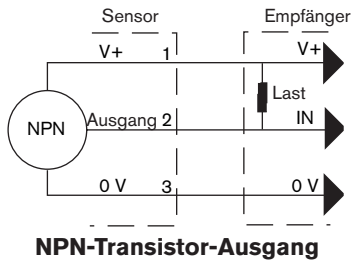 Sensor Empfänger
V+ 1 V+
Last
NPN Ausgang 2 IN
0 V 3 0 V
NPN-Transistor-Ausgang